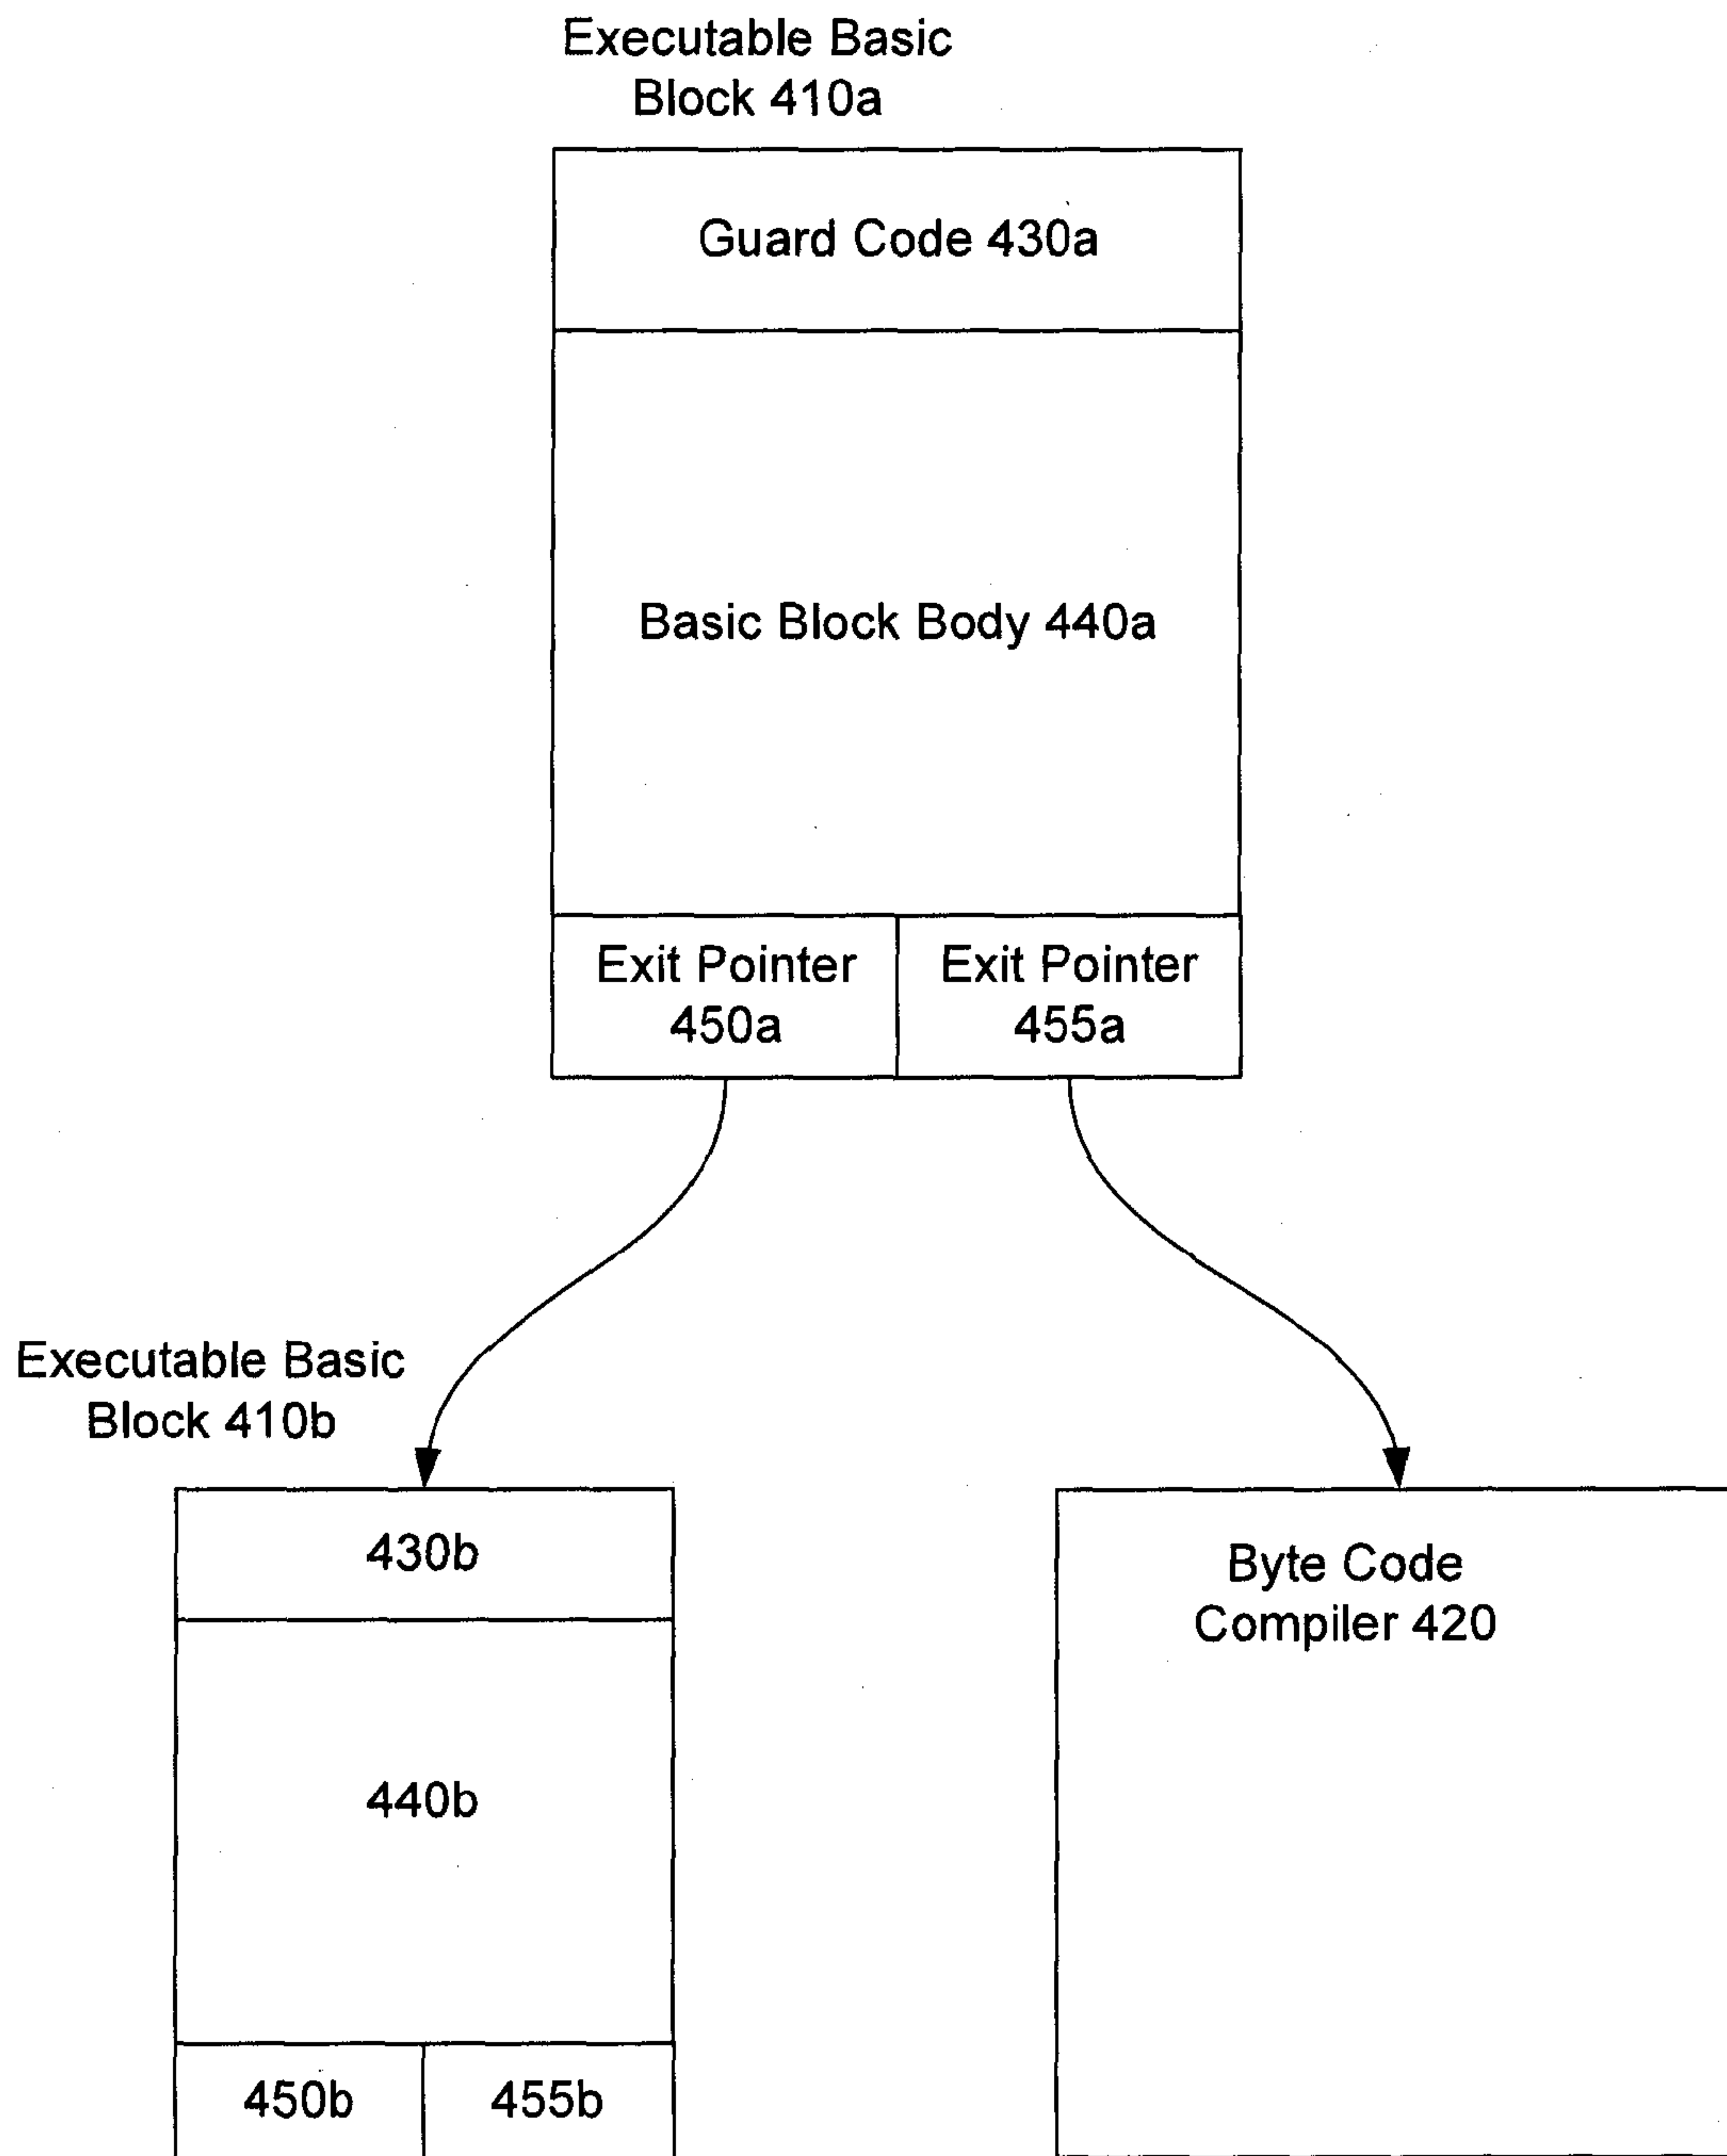 Executable Basic
Block 410a
Guard Code 430a
Basic Block Body 440a
Exit Pointer
450a
Exit Pointer
455a
Executable Basic
Block 410b
430b
440b
450b
455b
Byte Code
Compiler 420